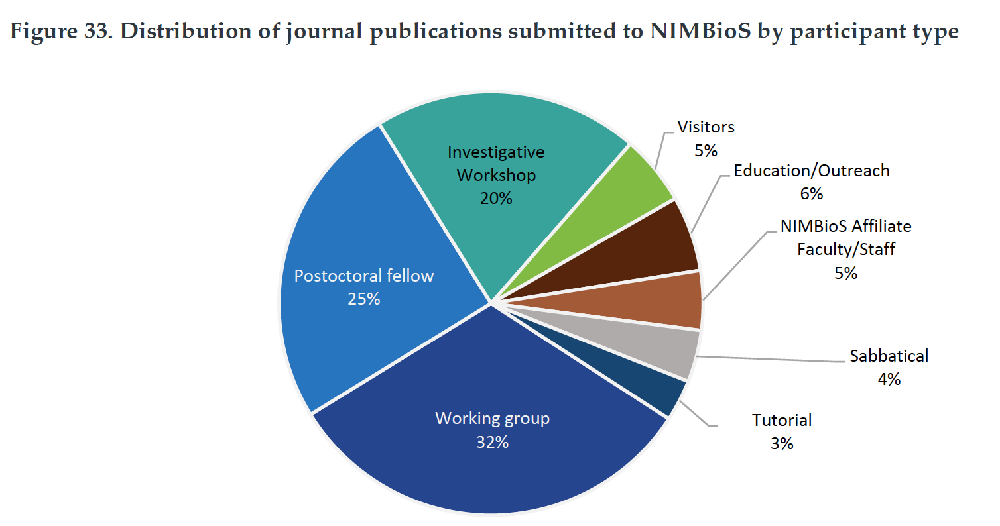 Figure 33. Distribution of journal publications submitted to NIMBioS by participant type
Visitors
5%
Investigative
Workshop
20%
Education/Outreach
6%
NIMBioS Affiliate
Faculty/Staff
5%
Postoctoral fellow
25%
Sabbatical
4%
Working group
32%
Tutorial
3%